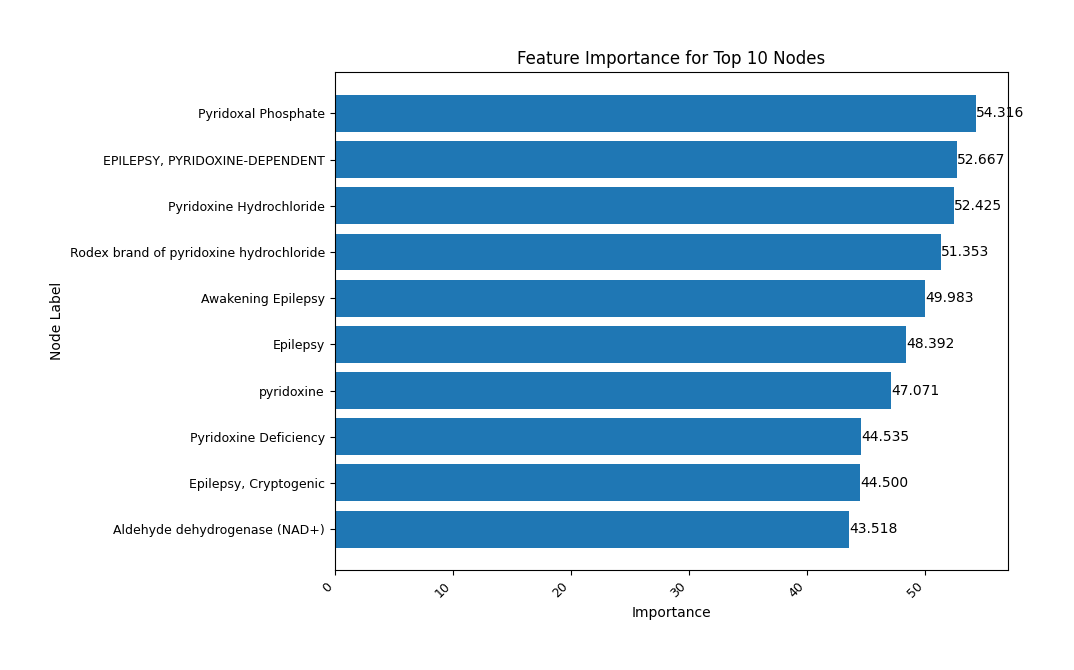 Feature Importance for Top 10 Nodes
Pyridoxal Phosphate 54.316
EPILEPSY, PYRIDOXINE-DEPENDENT 52.667
Pyridoxine Hydrochloride 52.425
Rodex brand of pyridoxine hydrochloride 51.353
Awakening Epilepsy 49.983
Epilepsy 48.392
pyridoxine 47.071
Pyridoxine Deficiency 44.535
Epilepsy, Cryptogenic 44.500
Aldehyde dehydrogenase (NAD+) 43.518
Node Label
0 10 20 30 40 50
Importance